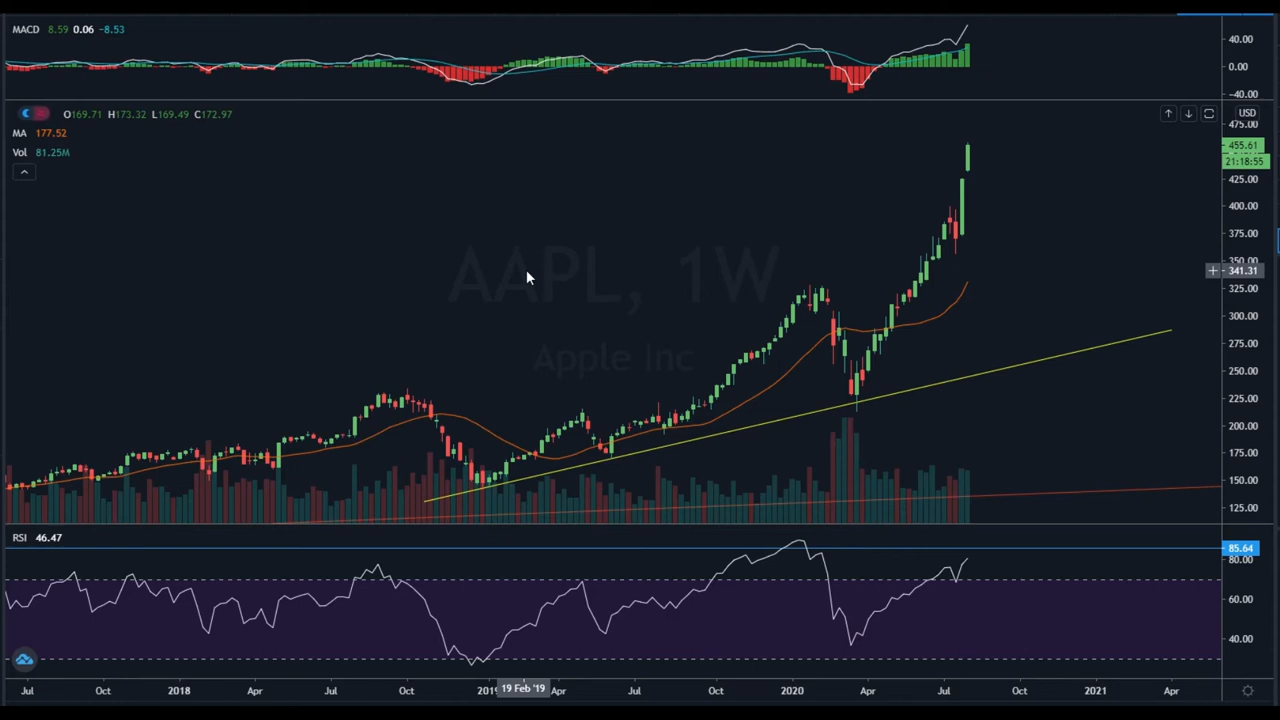 MACD 8.59 0.06 −8.53
40.00
0.00
−40.00
O169.71 H173.32 L169.49 C172.97
USD
MA 177.52
Vol 81.25M
475.00
455.61
21:18:55
425.00
400.00
375.00
350.00
341.31
325.00
300.00
275.00
250.00
225.00
200.00
175.00
150.00
125.00
AAPL, 1W
Apple Inc
RSI 46.47
85.64
80.00
60.00
40.00
Jul Oct 2018 Apr Jul Oct 2019 19 Feb '19 Apr Jul Oct 2020 Apr Jul Oct 2021 Apr